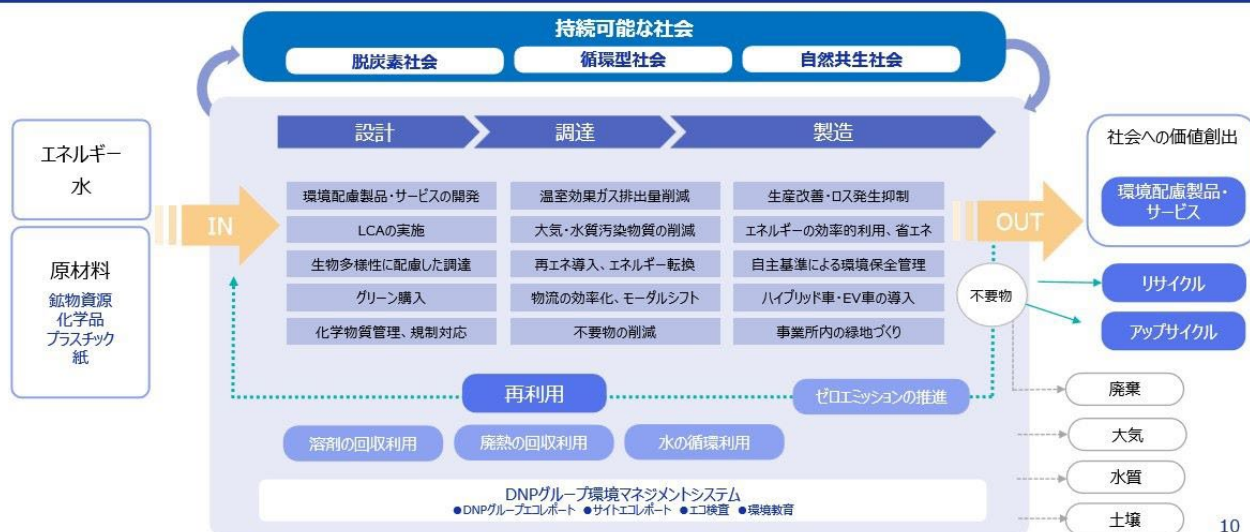 持続可能な社会
脱炭素社会
循環型社会
自然共生社会
エネルギー
水
原材料
鉱物資源
化学品
プラスチック
紙
IN
設計
調達
製造
環境配慮製品・サービスの開発
温室効果ガス排出量削減
生産改善・ロス発生抑制
LCAの実施
大気・水質汚染物質の削減
エネルギーの効率的利用、省エネ
生物多様性に配慮した調達
再エネ導入、エネルギー転換
自主基準による環境保全管理
グリーン購入
物流の効率化、モーダルシフト
ハイブリッド車・EV車の導入
化学物質管理、規制対応
不要物の削減
事業所内の緑地づくり
再利用
ゼロエミッションの推進
溶剤の回収利用
廃熱の回収利用
水の循環利用
DNPグループ環境マネジメントシステム
●DNPグループエコレポート ●サイトエコレポート ●エコ検査 ●環境教育
OUT
社会への価値創出
環境配慮製品・
サービス
不要物
リサイクル
アップサイクル
廃棄
大気
水質
土壌
10